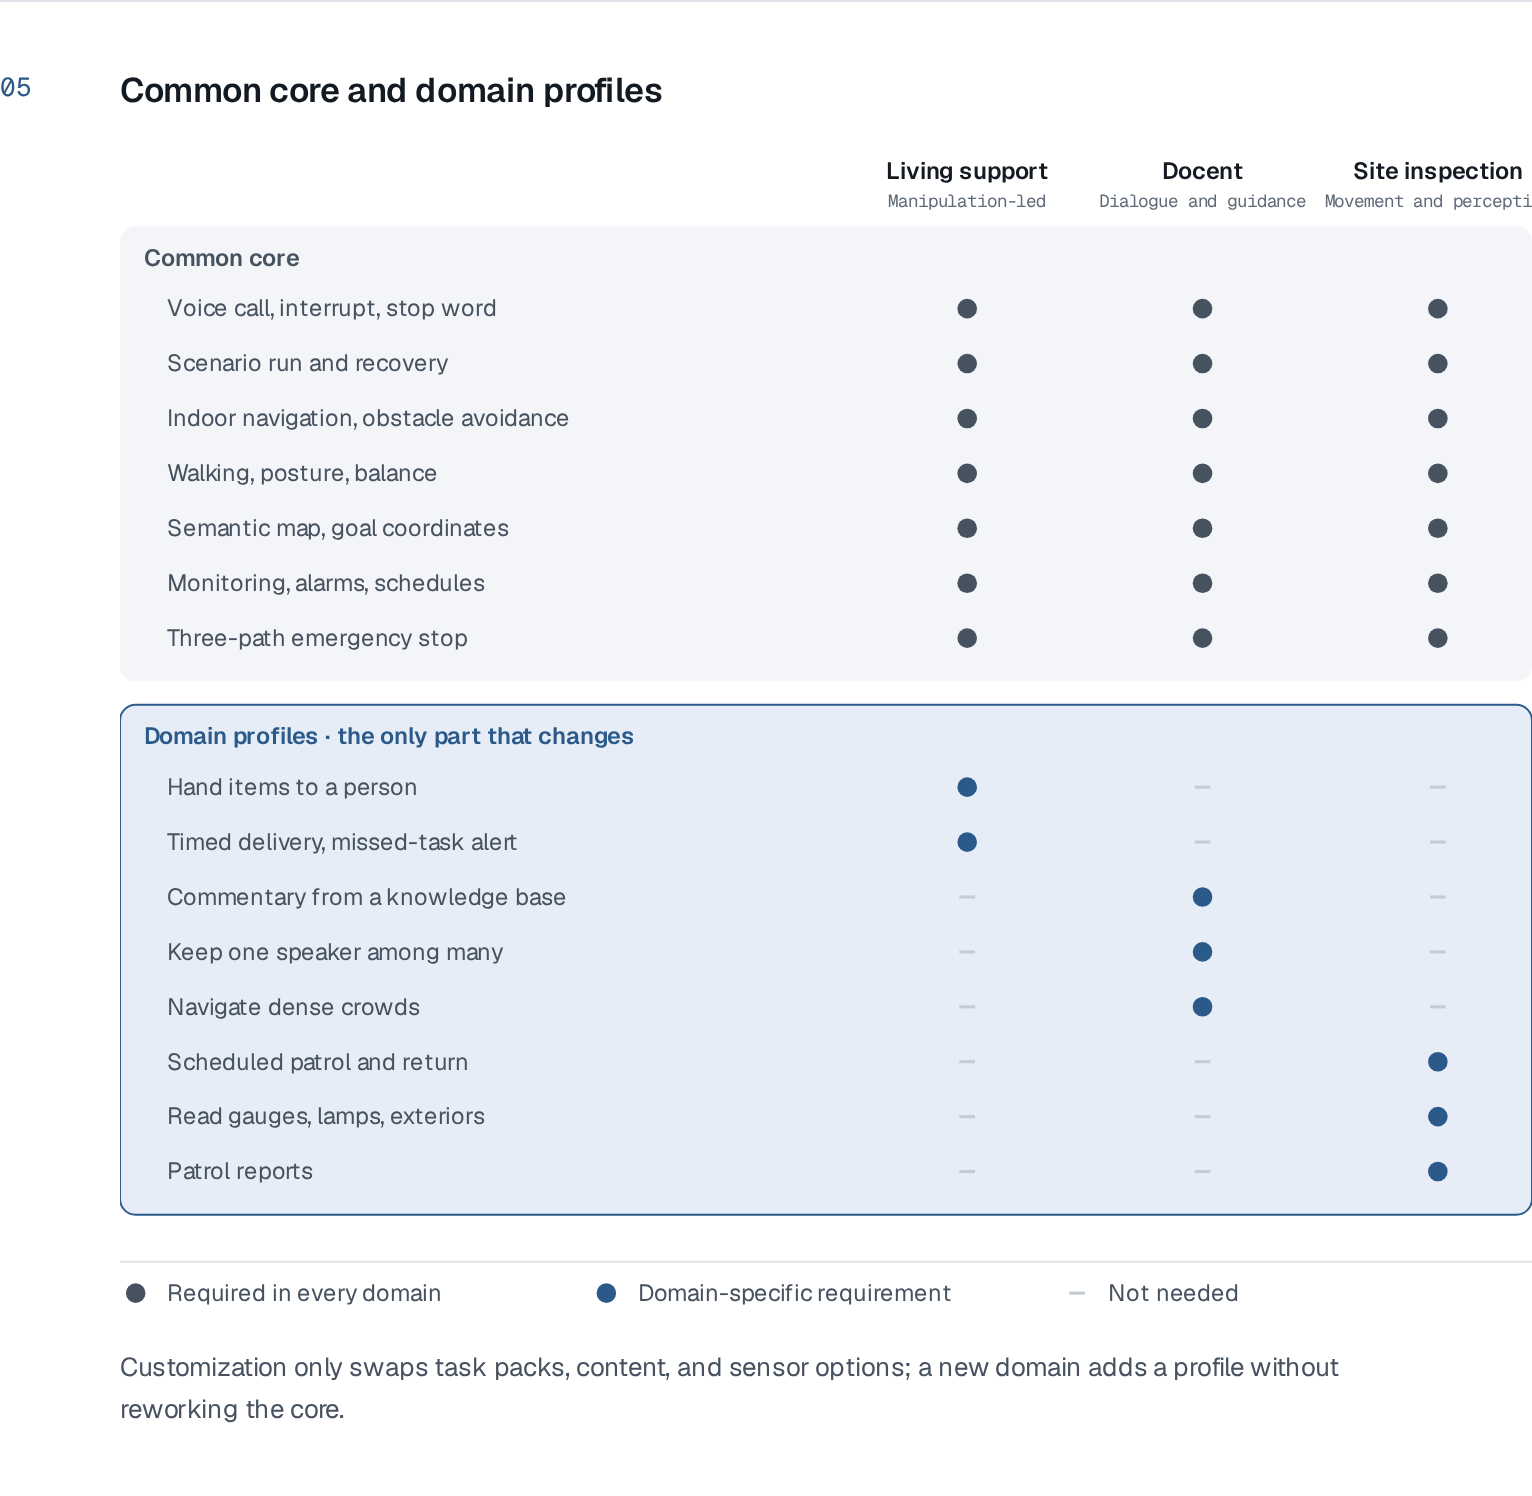 05
Common core and domain profiles
Living support Docent Site inspection
Manipulation-led Dialogue and guidance Movement and
Common core
Voice call, interrupt, stop word
Scenario run and recovery
Indoor navigation, obstacle avoidance
Walking, posture, balance
Semantic map, goal coordinates
Monitoring, alarms, schedules
Three-path emergency stop
Domain profiles · the only part that changes
Hand items to a person
Timed delivery, missed-task alert
Commentary from a knowledge base
Keep one speaker among many
Navigate dense crowds
Scheduled patrol and return
Read gauges, lamps, exteriors
Patrol reports
Required in every domain Domain-specific requirement Not needed
Customization only swaps task packs, content, and sensor options; a new domain adds a profile without
reworking the core.